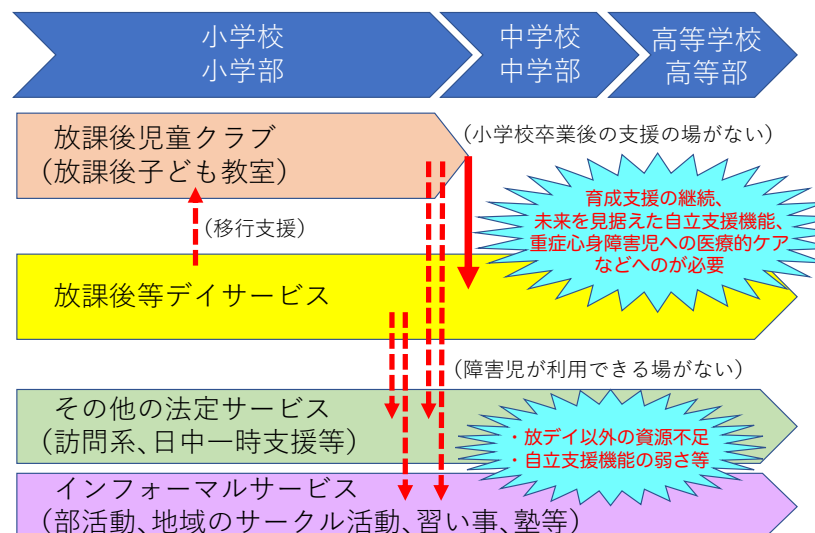 小学校
小学部
中学校
中学部
高等学校
高等部
放課後児童クラブ
(放課後子ども教室)
(小学校卒業後の支援の場がない)
育成支援の継続、
未来を見据えた自立支援機能、
重症心身障害児への医療的ケア
などへのが必要
(移行支援)
放課後等デイサービス
(障害児が利用できる場がない)
その他の法定サービス
(訪問系、日中一時支援等)
・放デイ以外の資源不足
・自立支援機能の弱さ等
インフォーマルサービス
(部活動、地域のサークル活動、習い事、塾等)